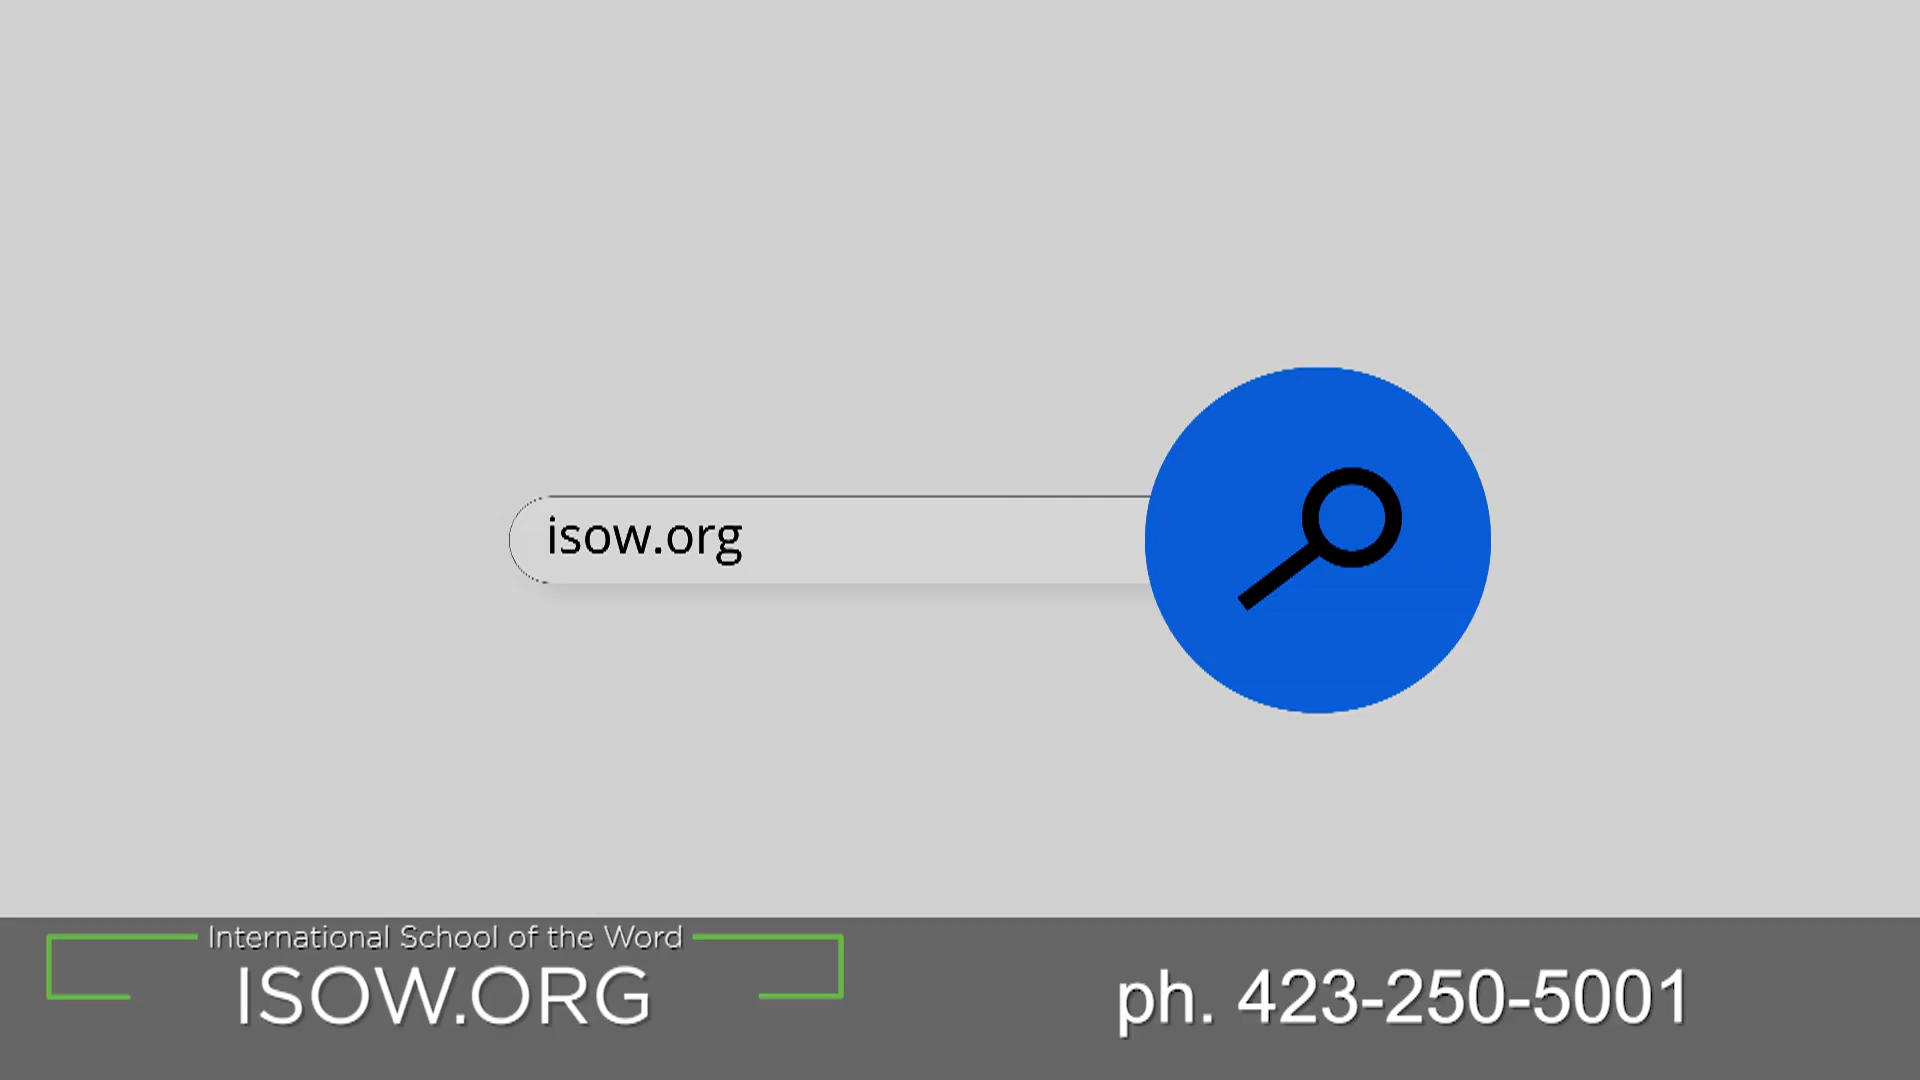 isow.org
International School of the Word
ISOW.ORG
ph. 423-250-5001